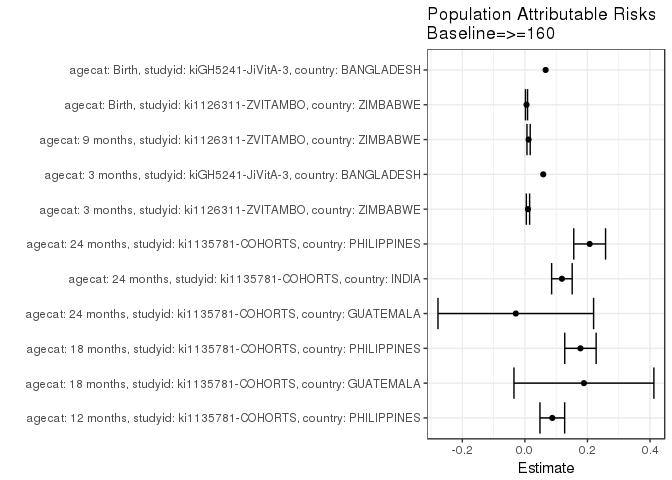 Population Attributable Risks
Baseline=>=160
agecat: Birth, studyid: kiGH5241-JiVitA-3, country: BANGLADESH
agecat: Birth, studyid: ki1126311-ZVITAMBO, country: ZIMBABWE
agecat: 9 months, studyid: ki1126311-ZVITAMBO, country: ZIMBABWE
agecat: 3 months, studyid: kiGH5241-JiVitA-3, country: BANGLADESH
agecat: 3 months, studyid: ki1126311-ZVITAMBO, country: ZIMBABWE
agecat: 24 months, studyid: ki1135781-COHORTS, country: PHILIPPINES
agecat: 24 months, studyid: ki1135781-COHORTS, country: INDIA
agecat: 24 months, studyid: ki1135781-COHORTS, country: GUATEMALA
agecat: 18 months, studyid: ki1135781-COHORTS, country: PHILIPPINES
agecat: 18 months, studyid: ki1135781-COHORTS, country: GUATEMALA
agecat: 12 months, studyid: ki1135781-COHORTS, country: PHILIPPINES
-0.2 0.0 0.2 0.4
Estimate